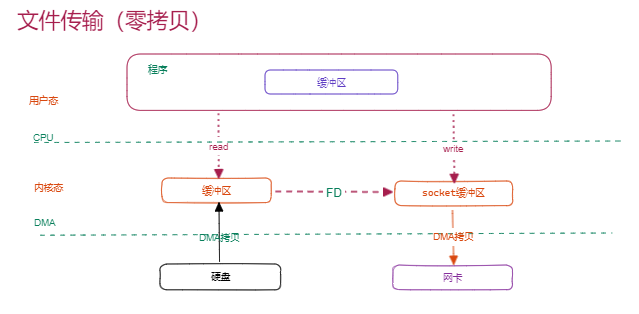 文件传输（零拷贝）
程序
缓冲区
用户态
CPU
read
write
内核态
缓冲区
FD
socket缓冲区
DMA
DMA拷贝
DMA拷贝
硬盘
网卡